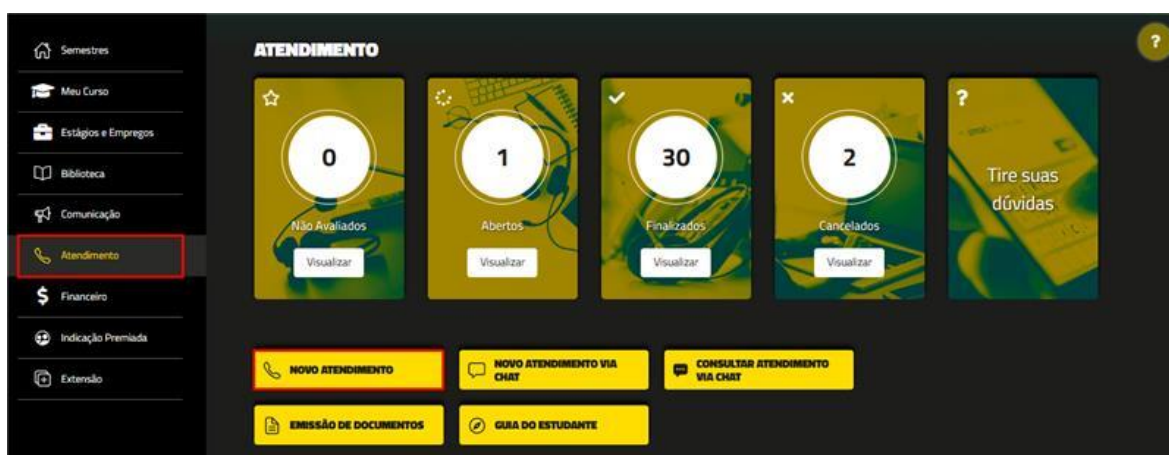 Semestres
Meu Curso
Estágios e Empregos
Biblioteca
Comunicação
Atendimento
Financeiro
Indicação Premiada
Extensão
ATENDIMENTO
?
0
Não Avaliados
Visualizar
1
Abertos
Visualizar
30
Finalizados
Visualizar
2
Cancelados
Visualizar
?
Tire suas
dúvidas
NOVO ATENDIMENTO
NOVO ATENDIMENTO VIA
CHAT
CONSULTAR ATENDIMENTO
VIA CHAT
EMISSÃO DE DOCUMENTOS
GUIA DO ESTUDANTE